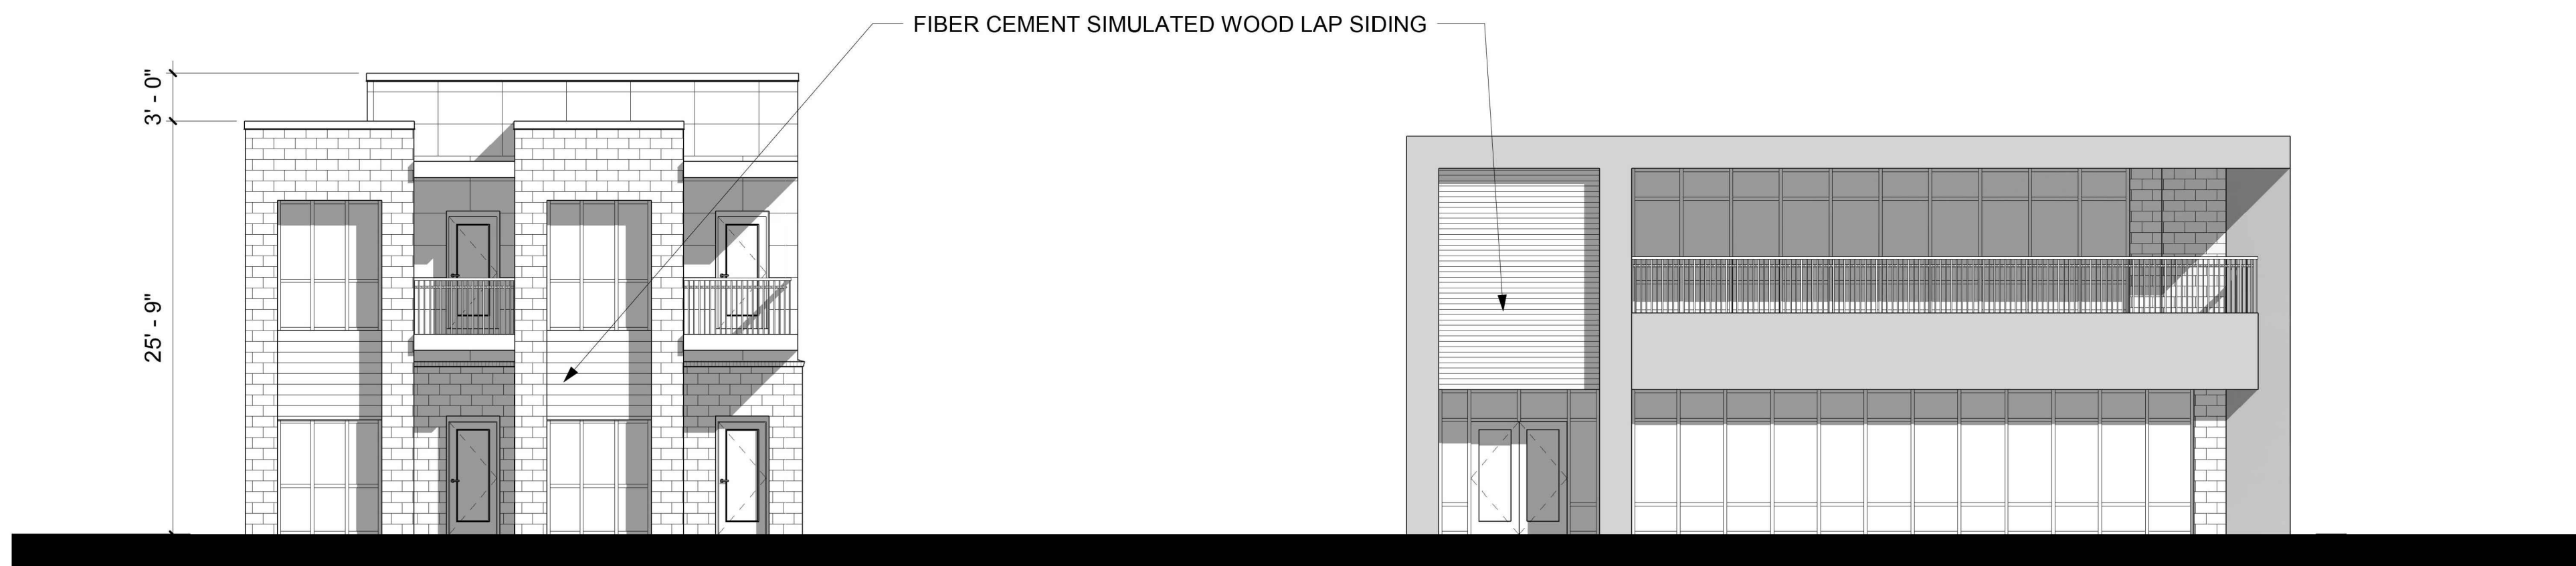 FIBER CEMENT SIMULATED WOOD LAP SIDING
3' - 0"
25' - 9"